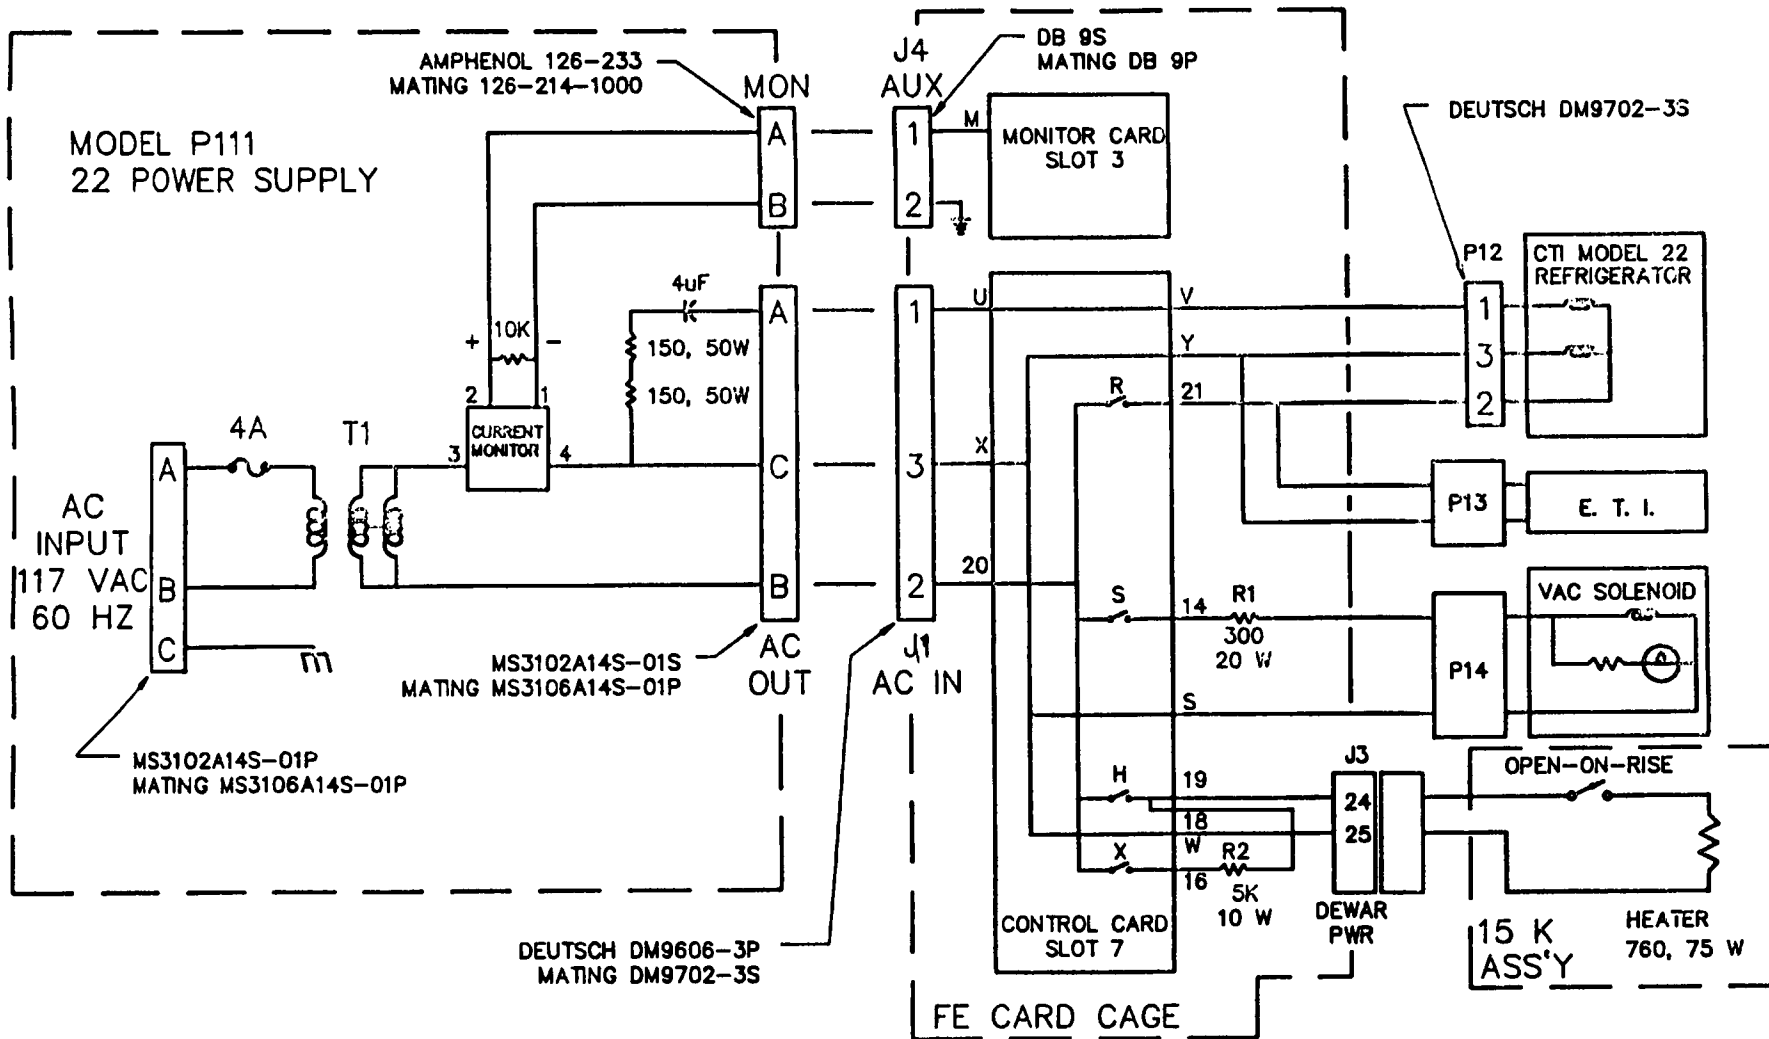 MODEL P111
22 POWER SUPPLY
AMPHENOL 126-233
MATING 126-214-1000
MON
A
B
J4
AUX
1
2
DB 9S
MATING DB 9P
M
MONITOR CARD
SLOT 3
DEUTSCH DM9702-3S
P12
1
3
2
CTI MODEL 22
REFRIGERATOR
4uF
10K
+
-
150, 50W
150, 50W
2
1
CURRENT
MONITOR
3
4
4A
T1
AC
INPUT
117 VAC
60 HZ
A
B
C
A
C
B
AC
OUT
1
3
2
J1
AC IN
U
X
20
V
Y
R
21
S
14
R1
300
20 W
S
H
19
18
W
X
16
R2
5K
10 W
CONTROL CARD
SLOT 7
P13
E. T. I.
P14
VAC SOLENOID
J3
24
25
DEWAR
PWR
OPEN-ON-RISE
15 K
ASS'Y
HEATER
760, 75 W
MS3102A14S-01S
MATING MS3106A14S-01P
MS3102A14S-01P
MATING MS3106A14S-01P
DEUTSCH DM9606-3P
MATING DM9702-3S
FE CARD CAGE